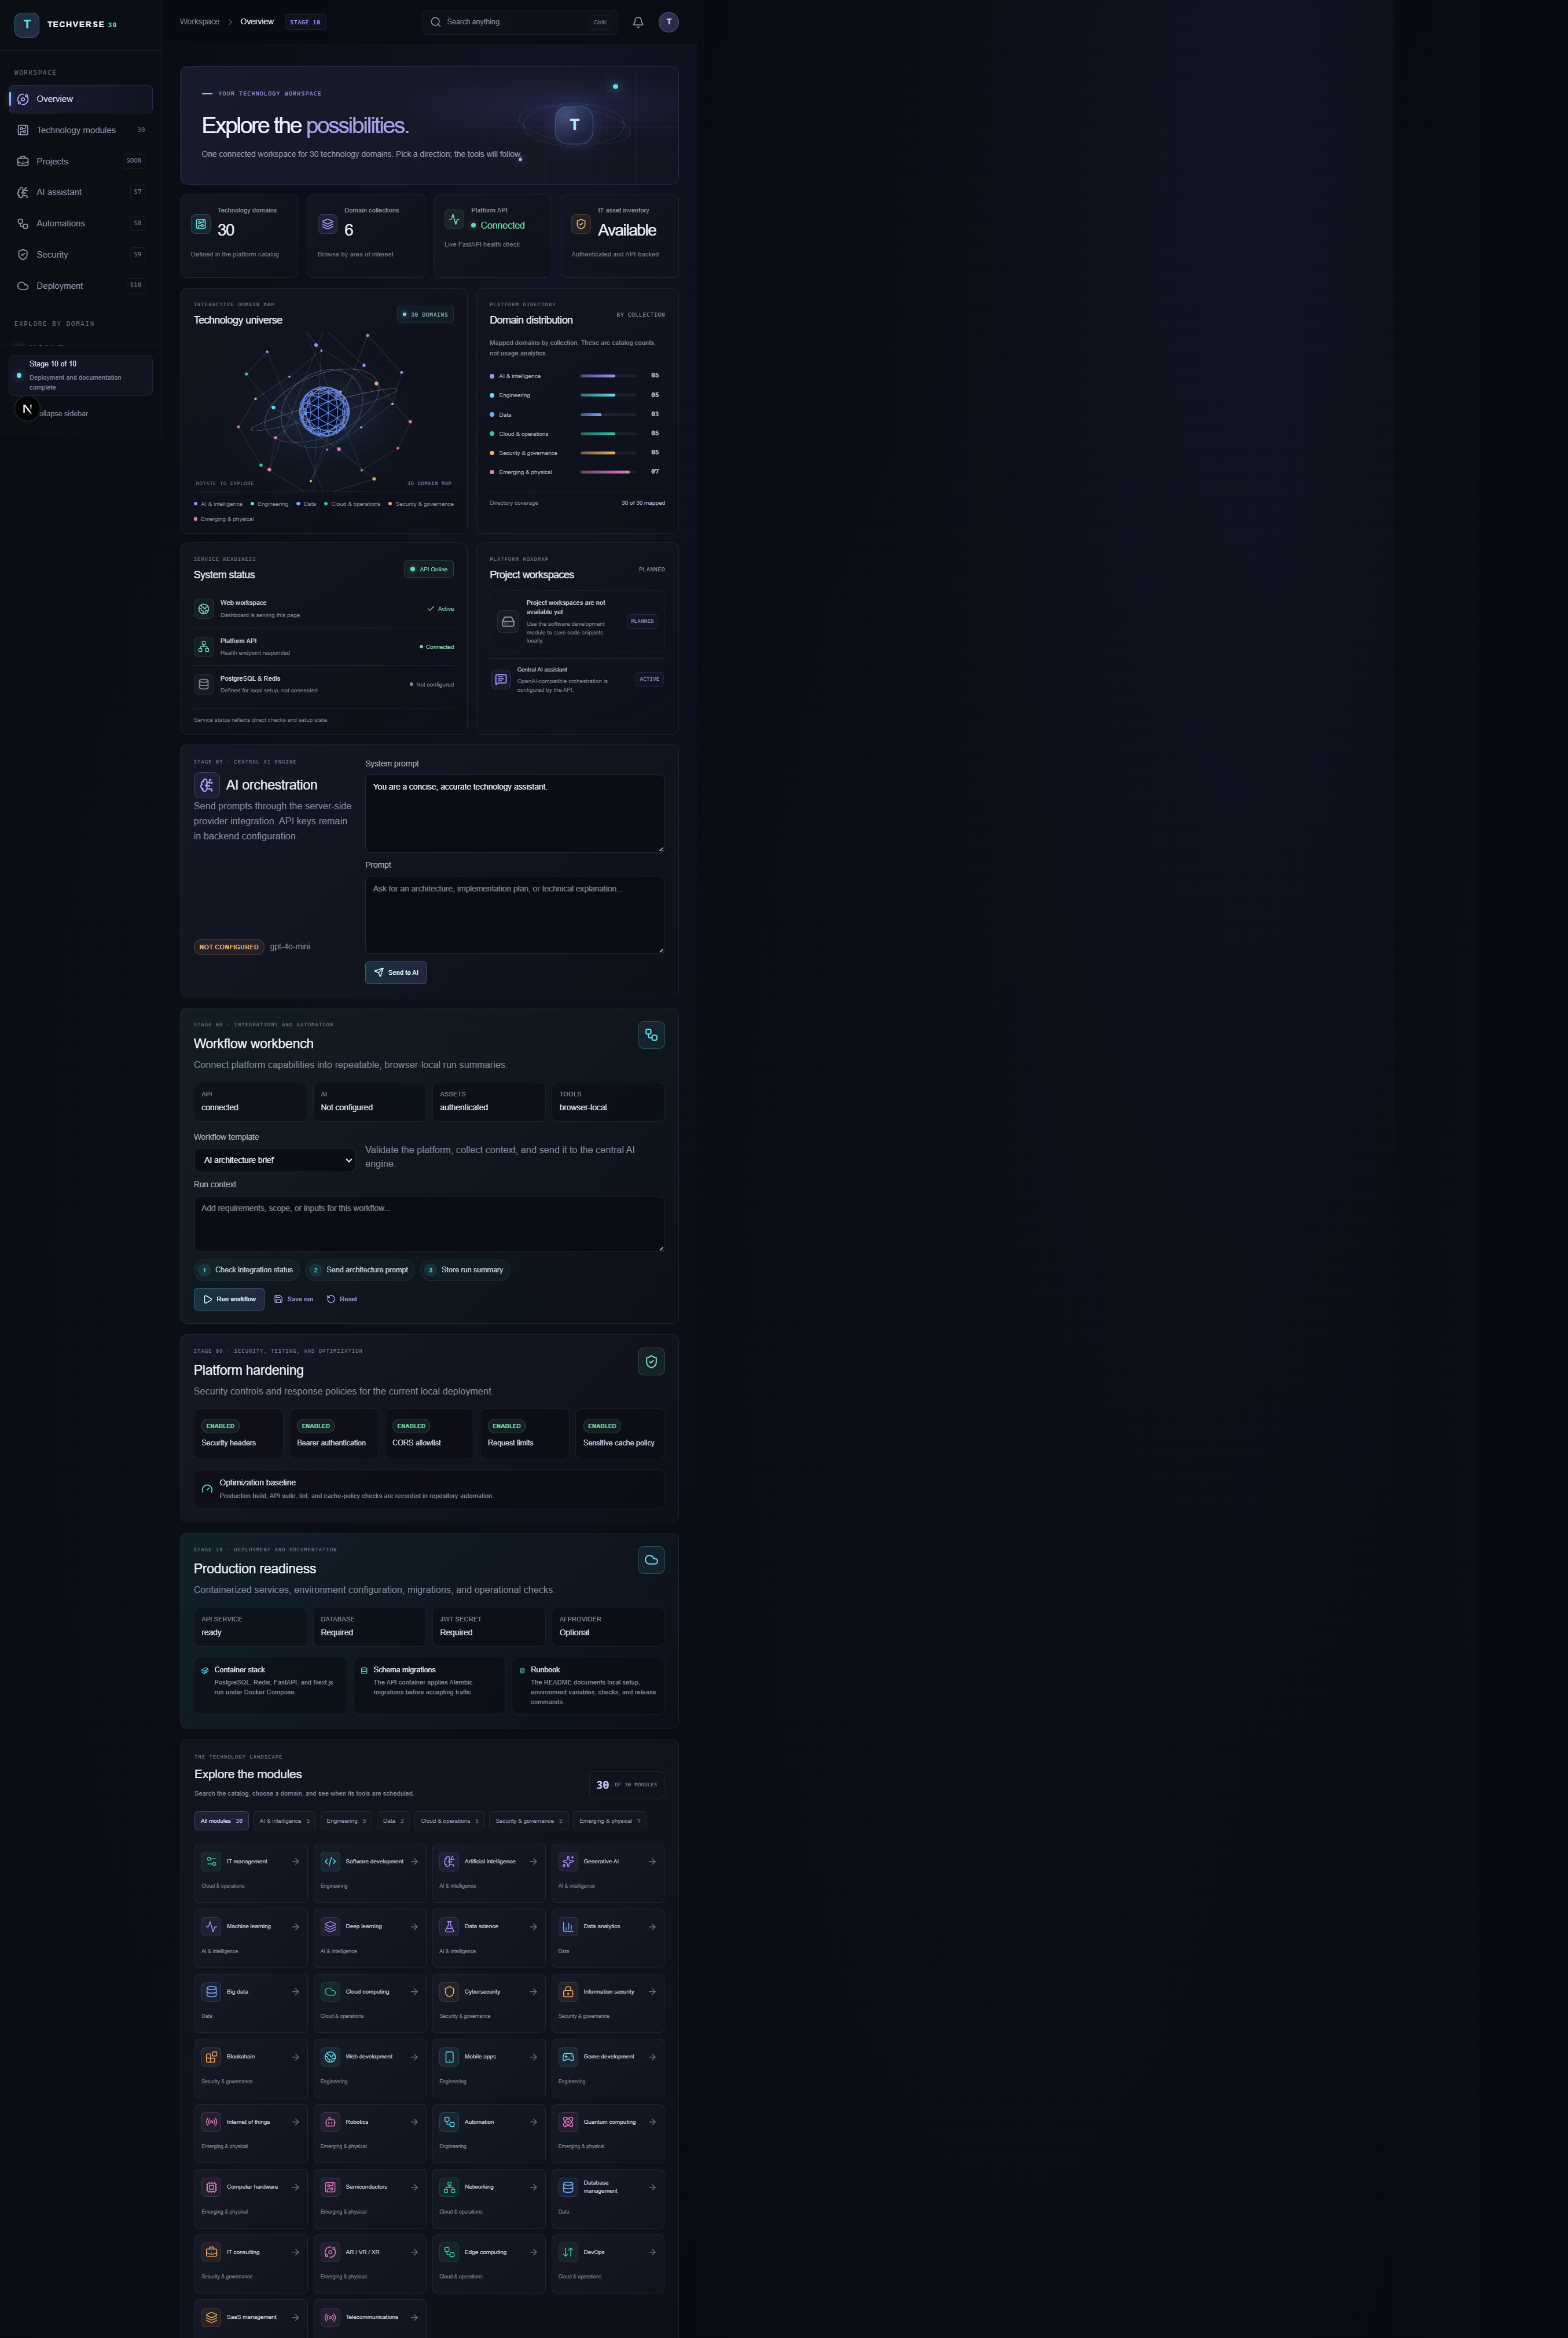 T TECHVERSE 30
WORKSPACE
Overview
Technology modules 30
Projects SOON
AI assistant S7
Automations S8
Security S9
Deployment S10
EXPLORE BY DOMAIN
Stage 10 of 10
Deployment and documentation
complete
N
ollapse sidebar
Workspace > Overview STAGE 10
Search anything... CtrlK
T
YOUR TECHNOLOGY WORKSPACE
Explore the possibilities.
One connected workspace for 30 technology domains. Pick a direction; the tools will follow.
T
Technology domains
30
Defined in the platform catalog
Domain collections
6
Browse by area of interest
Platform API
Connected
Live FastAPI health check
IT asset inventory
Available
Authenticated and API-backed
INTERACTIVE DOMAIN MAP
Technology universe
30 DOMAINS
ROTATE TO EXPLORE
3D DOMAIN MAP
AI & intelligence Engineering Data Cloud & operations Security & governance
Emerging & physical
PLATFORM DIRECTORY
Domain distribution
BY COLLECTION
Mapped domains by collection. These are catalog counts,
not usage analytics.
AI & intelligence 05
Engineering 05
Data 03
Cloud & operations 05
Security & governance 05
Emerging & physical 07
Directory coverage 30 of 30 mapped
SERVICE READINESS
System status
API Online
Web workspace
Dashboard is serving this page
Active
Platform API
Health endpoint responded
Connected
PostgreSQL & Redis
Defined for local setup, not connected
Not configured
Service status reflects direct checks and setup state.
PLATFORM ROADMAP
Project workspaces
PLANNED
Project workspaces are not
available yet
Use the software development
module to save code snippets
locally.
PLANNED
Central AI assistant
OpenAI-compatible orchestration is
configured by the API.
ACTIVE
STAGE 07 · CENTRAL AI ENGINE
AI orchestration
Send prompts through the server-side
provider integration. API keys remain
in backend configuration.
NOT CONFIGURED gpt-4o-mini
System prompt
You are a concise, accurate technology assistant.
Prompt
Ask for an architecture, implementation plan, or technical explanation...
Send to AI
STAGE 08 · INTEGRATIONS AND AUTOMATION
Workflow workbench
Connect platform capabilities into repeatable, browser-local run summaries.
API
connected
AI
Not configured
ASSETS
authenticated
TOOLS
browser-local
Workflow template
AI architecture brief
Validate the platform, collect context, and send it to the central AI
engine.
Run context
Add requirements, scope, or inputs for this workflow...
1 Check integration status 2 Send architecture prompt 3 Store run summary
Run workflow Save run Reset
STAGE 09 · SECURITY, TESTING, AND OPTIMIZATION
Platform hardening
Security controls and response policies for the current local deployment.
ENABLED
Security headers
ENABLED
Bearer authentication
ENABLED
CORS allowlist
ENABLED
Request limits
ENABLED
Sensitive cache policy
Optimization baseline
Production build, API suite, lint, and cache-policy checks are recorded in repository automation.
STAGE 10 · DEPLOYMENT AND DOCUMENTATION
Production readiness
Containerized services, environment configuration, migrations, and operational checks.
API SERVICE
ready
DATABASE
Required
JWT SECRET
Required
AI PROVIDER
Optional
Container stack
PostgreSQL, Redis, FastAPI, and Next.js
run under Docker Compose.
Schema migrations
The API container applies Alembic
migrations before accepting traffic.
Runbook
The README documents local setup,
environment variables, checks, and release
commands.
THE TECHNOLOGY LANDSCAPE
Explore the modules
Search the catalog, choose a domain, and see when its tools are scheduled.
30 OF 30 MODULES
All modules 30 AI & intelligence 5 Engineering 5 Data 3 Cloud & operations 5 Security & governance 5 Emerging & physical 7
IT management
Cloud & operations
Software development
Engineering
Artificial intelligence
AI & intelligence
Generative AI
AI & intelligence
Machine learning
AI & intelligence
Deep learning
AI & intelligence
Data science
AI & intelligence
Data analytics
Data
Big data
Data
Cloud computing
Cloud & operations
Cybersecurity
Security & governance
Information security
Security & governance
Blockchain
Security & governance
Web development
Engineering
Mobile apps
Engineering
Game development
Engineering
Internet of things
Emerging & physical
Robotics
Emerging & physical
Automation
Engineering
Quantum computing
Emerging & physical
Computer hardware
Emerging & physical
Semiconductors
Emerging & physical
Networking
Cloud & operations
Database
management
Data
IT consulting
Security & governance
AR / VR / XR
Emerging & physical
Edge computing
Cloud & operations
DevOps
Cloud & operations
SaaS management
Telecommunications